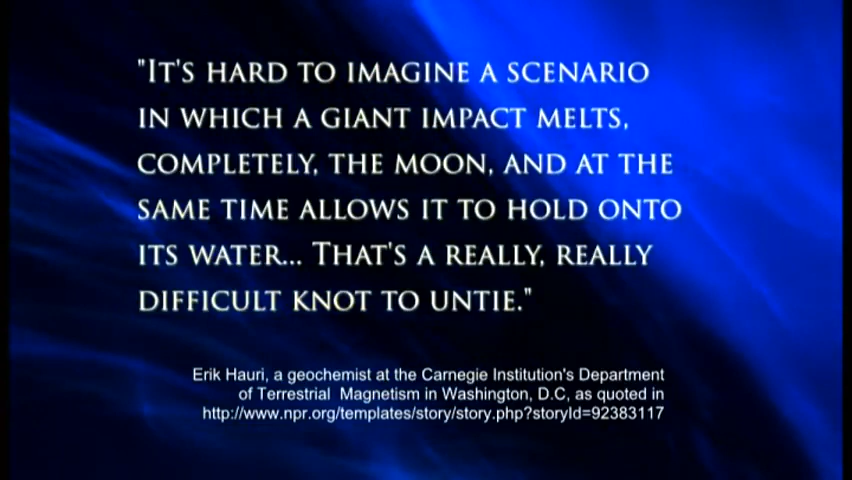 "It's hard to imagine a scenario
in which a giant impact melts,
completely, the moon, and at the
same time allows it to hold onto
its water... That's a really, really
difficult knot to untie."
Erik Hauri, a geochemist at the Carnegie Institution's Department
of Terrestrial  Magnetism in Washington, D.C, as quoted in
http://www.npr.org/templates/story/story.php?storyId=92383117